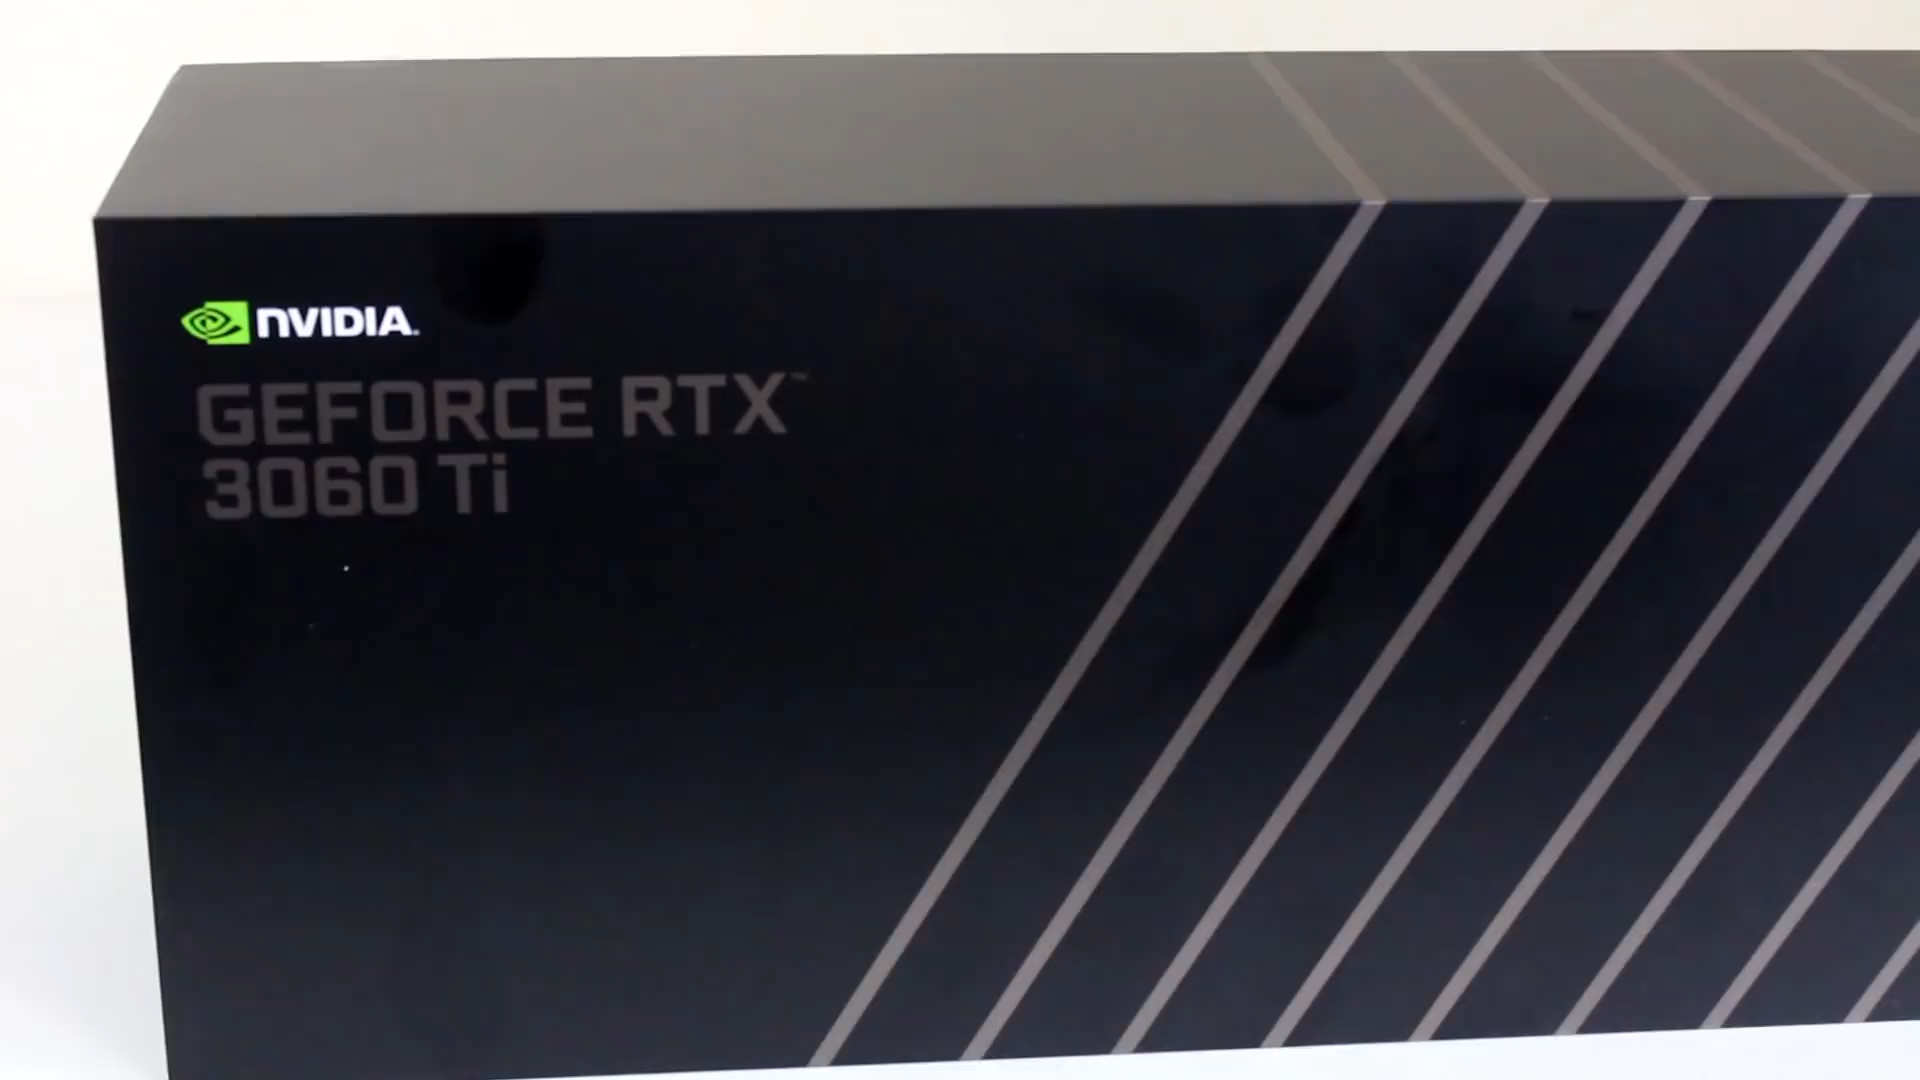 NVIDIA.
GEFORCE RTX™
3060 Ti